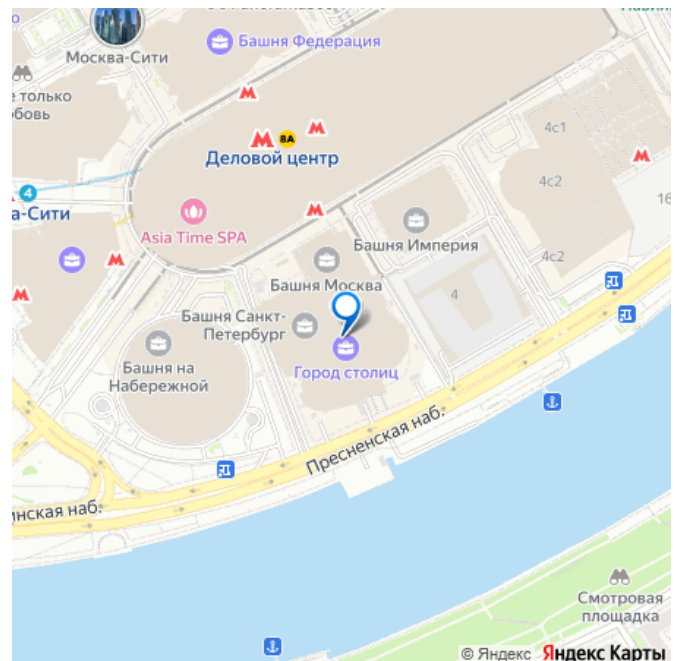 Башня Федерация
Москва-Сити
только
8А
Деловой центр
4с1
4с2
4
а-Сити
16
Asia Time SPA
Башня Империя
4с2
Башня Москва
4
Башня Санкт-
Петербург
Башня на
Набережной
Город столиц
Пресненская наб.
нская наб.
Смотровая
площадка
© Яндекс Яндекс Карты